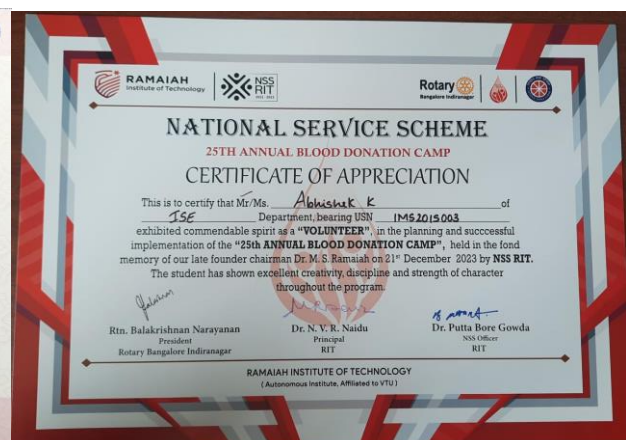 RAMAIAH
Institute of Technology
NSS
RIT
Rotary
Bangalore Indiranagar
NATIONAL SERVICE SCHEME
25TH ANNUAL BLOOD DONATION CAMP
CERTIFICATE OF APPRECIATION
This is to certify that Mr/Ms. Abhishek K of
ISE Department, bearing USN 1MS20IS003
exhibited commendable spirit as a “VOLUNTEER”, in the planning and succcessful
implementation of the “25th ANNUAL BLOOD DONATION CAMP”, held in the fond
memory of our late founder chairman Dr. M. S. Ramaiah on 21st December 2023 by NSS RIT.
The student has shown excellent creativity, discipline and strength of character
throughout the program.
Rtn. Balakrishnan Narayanan
President
Rotary Bangalore Indiranagar
Dr. N. V. R. Naidu
Principal
RIT
Dr. Putta Bore Gowda
NSS Officer
RIT
RAMAIAH INSTITUTE OF TECHNOLOGY
( Autonomous Institute, Affiliated to VTU )